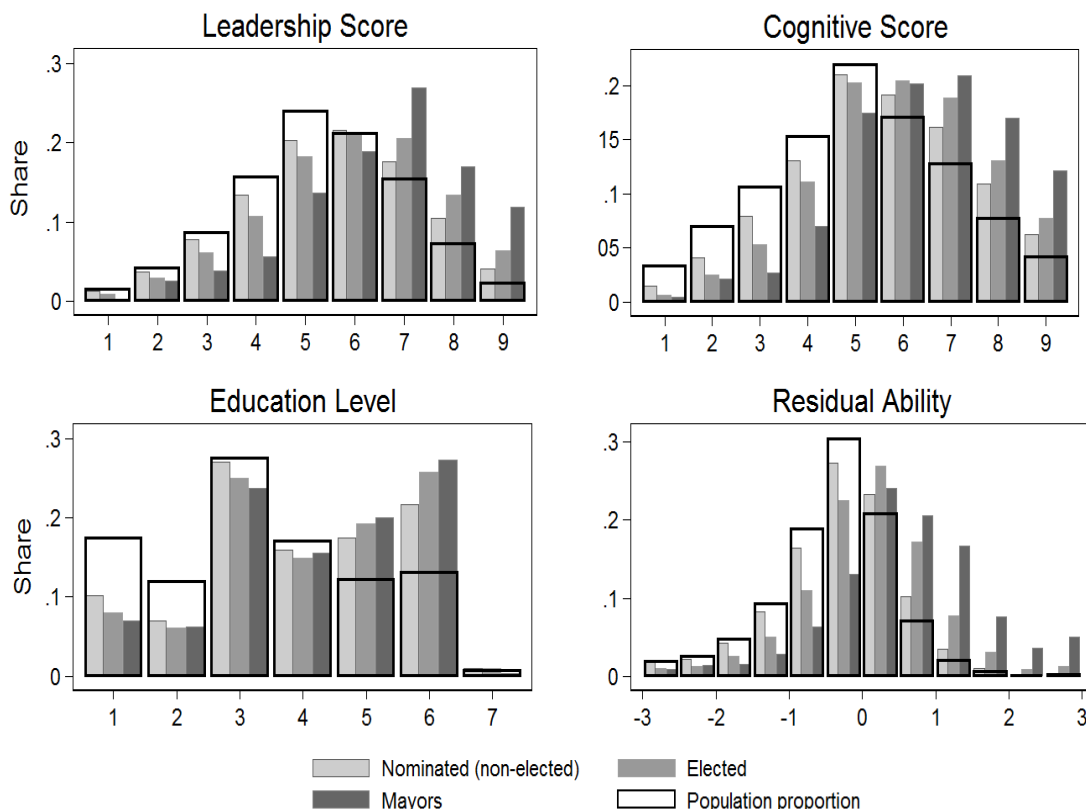 Leadership Score
Cognitive Score
.3
.2
.1
0
Share
1 2 3 4 5 6 7 8 9
.2
15
.1
05
0
1 2 3 4 5 6 7 8 9
Education Level
Residual Ability
.3
.2
.1
0
Share
1 2 3 4 5 6 7
.3
.2
.1
0
-3 -2 -1 0 1 2 3
Nominated (non-elected)
Elected
Mayors
Population proportion